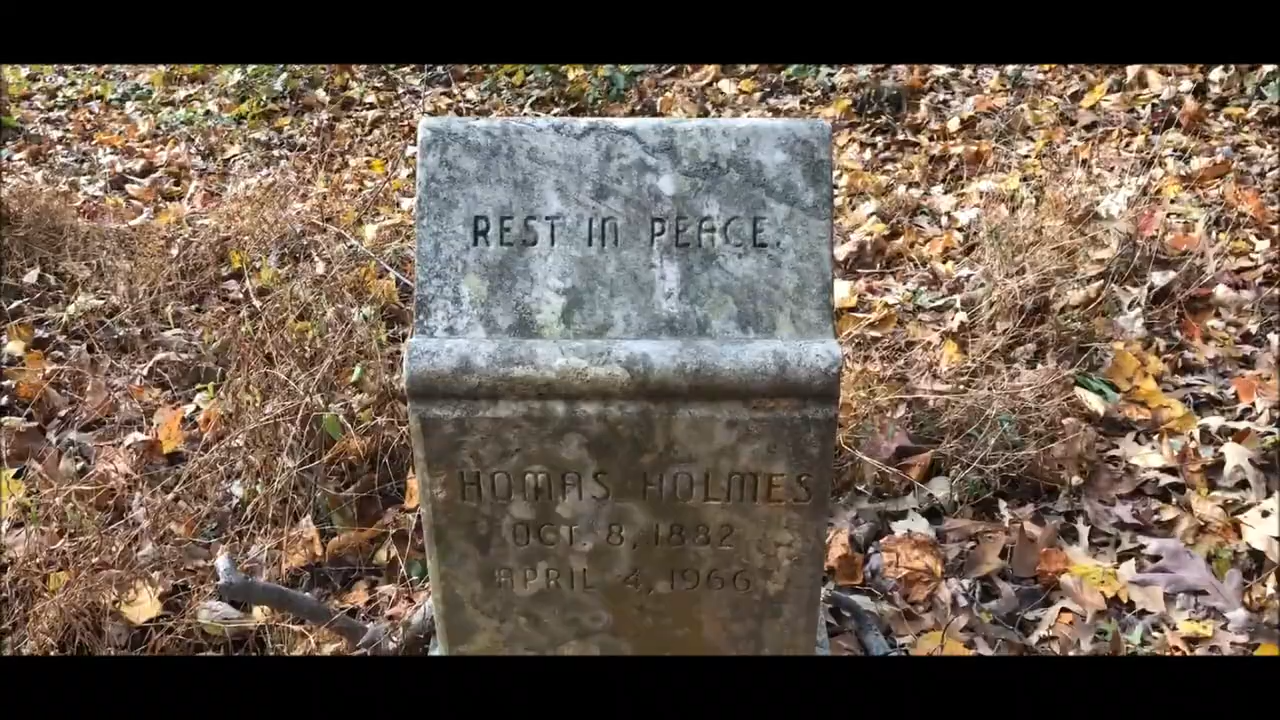 REST IN PEACE.
HOMAS HOLMES
OCT. 8, 1882
APRIL 4, 1966